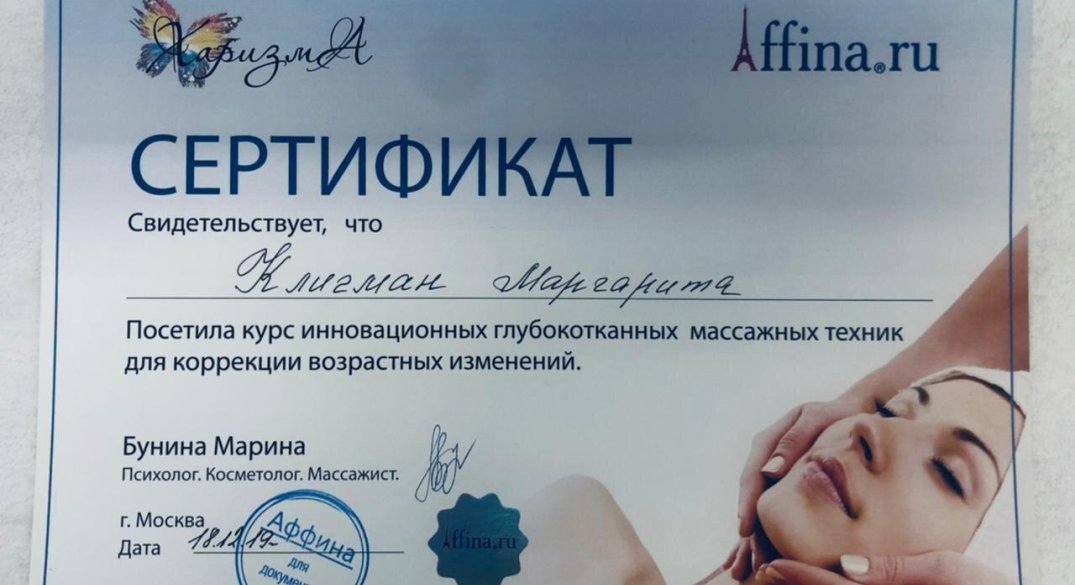 ХаризмА
Affina.ru
СЕРТИФИКАТ
Свидетельствует, что
Клигман Маргарита
Посетила курс инновационных глубокотканных массажных техник
для коррекции возрастных изменений.
Бунина Марина
Психолог. Косметолог. Массажист.
г. Москва
Дата 18.12.19
Аффина
для
Affina.ru